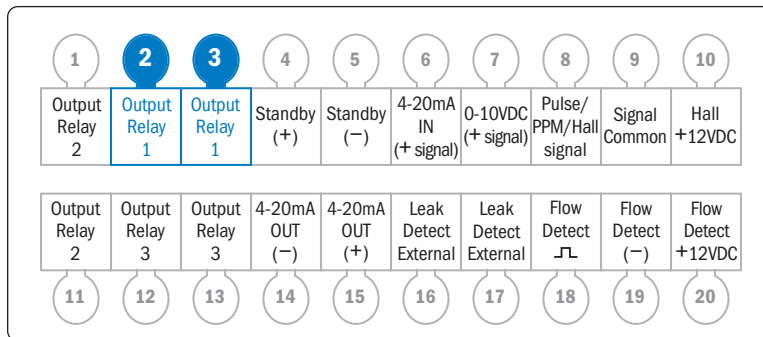 1 2 3 4 5 6 7 8 9 10
Output Output Output Standby Standby 4-20mA 0-10VDC Pulse/ Signal Hall
Relay Relay Relay (+) (−) IN (+ signal) PPM/Hall Common +12VDC
2 1 1 (+ signal) signal
Output Output Output 4-20mA 4-20mA Leak Leak Flow Flow Flow
Relay Relay Relay OUT OUT Detect Detect Detect Detect Detect
2 3 3 (−) (+) External External (−) +12VDC
11 12 13 14 15 16 17 18 19 20